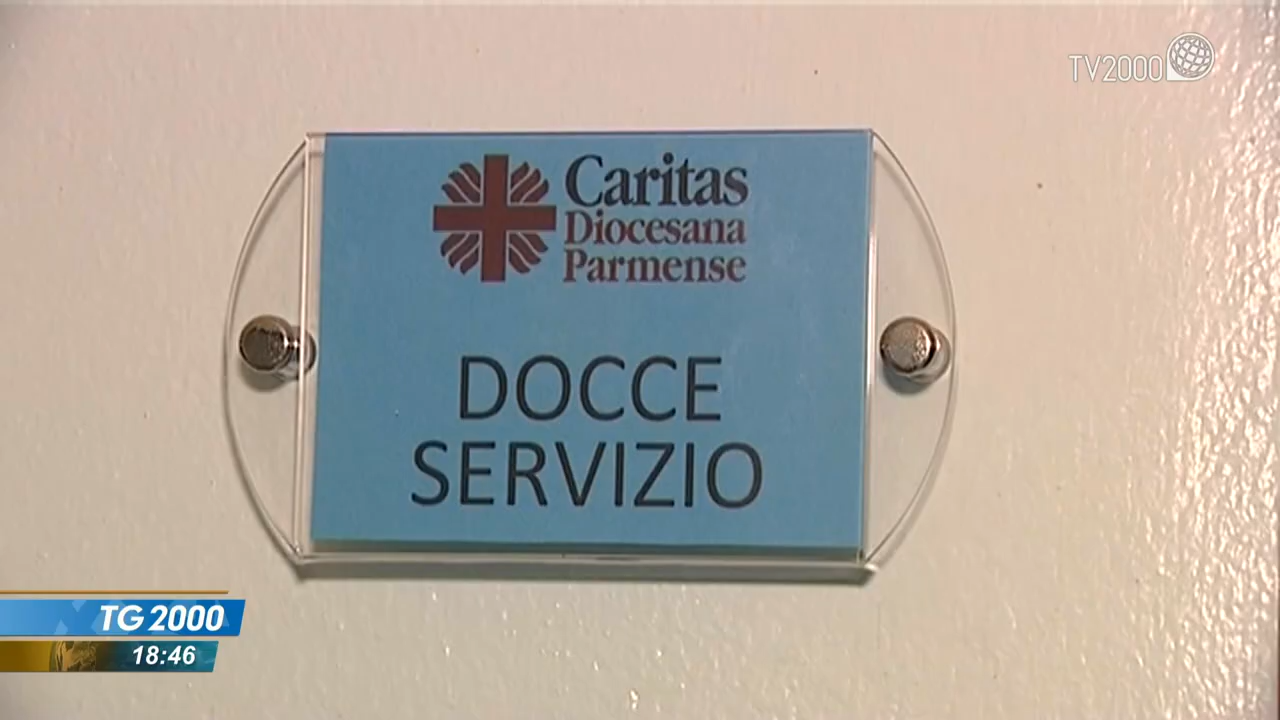 TV2000
Caritas
Diocesana
Parmense
DOCCE
SERVIZIO
TG 2000
18:46